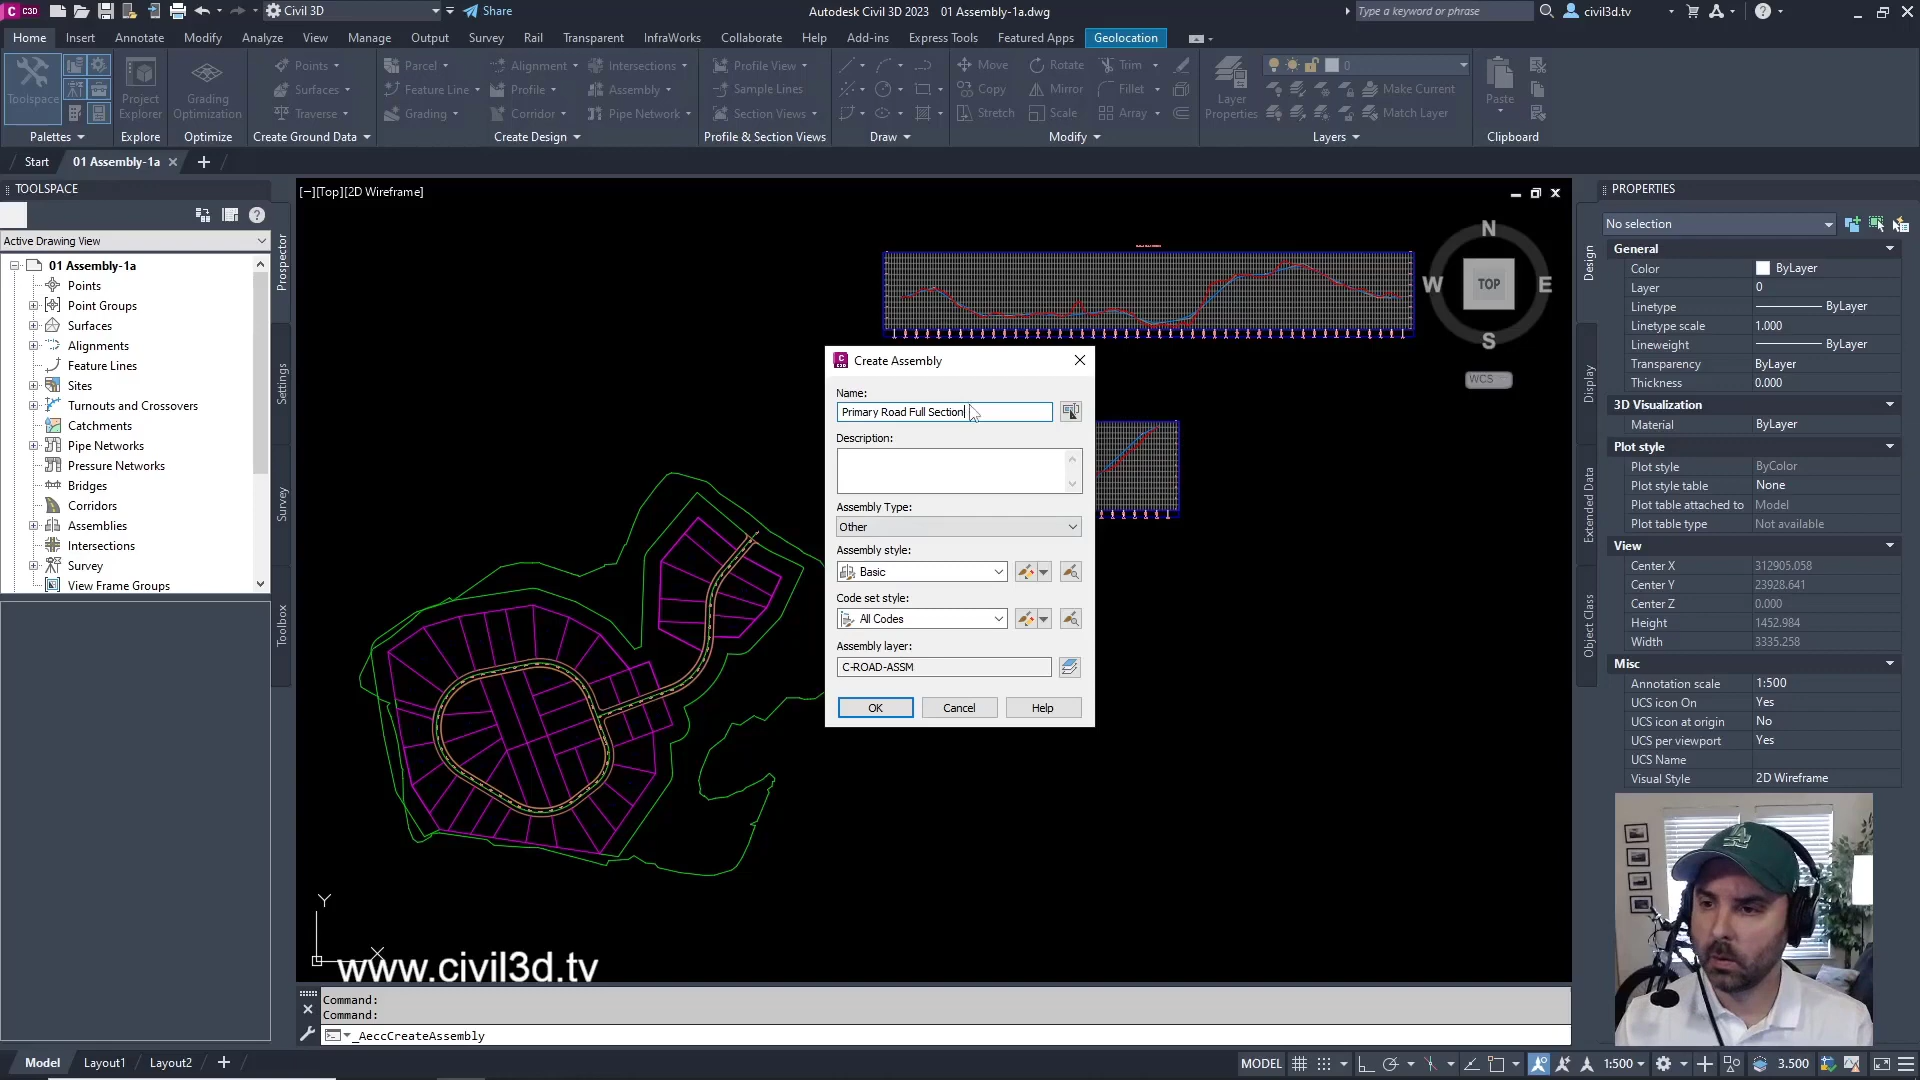 C3D
Civil 3D
Share
Autodesk Civil 3D 2023 01 Assembly-1a.dwg
Type a keyword or phrase
civil3d.tv
Home Insert Annotate Modify Analyze View Manage Output Survey Rail Transparent InfraWorks Collaborate Help Add-ins Express Tools Featured Apps Geolocation
Toolspace
Project Explorer
Grading Optimization
Points
Surfaces
Traverse
Parcel
Feature Line
Grading
Alignment
Profile
Corridor
Intersections
Assembly
Pipe Network
Profile View
Sample Lines
Section Views
Move
Copy
Stretch
Rotate
Mirror
Scale
Trim
Fillet
Array
Layer Properties
0
Make Current
Match Layer
Paste
Palettes Explore Optimize Create Ground Data Create Design Profile & Section Views Draw Modify Layers Clipboard
Start 01 Assembly-1a
TOOLSPACE
Active Drawing View
01 Assembly-1a
Points
Point Groups
Surfaces
Alignments
Feature Lines
Sites
Turnouts and Crossovers
Catchments
Pipe Networks
Pressure Networks
Bridges
Corridors
Assemblies
Intersections
Survey
View Frame Groups
Prospector
Settings
Survey
Toolbox
[−][Top][2D Wireframe]
N
W TOP E
S
WCS
Create Assembly
Name:
Primary Road Full Section
Description:
Assembly Type:
Other
Assembly style:
Basic
Code set style:
All Codes
Assembly layer:
C-ROAD-ASSM
OK Cancel Help
Y
X
www.civil3d.tv
Command:
Command:
_AeccCreateAssembly
Model Layout1 Layout2
MODEL
1:500
3.500
PROPERTIES
No selection
Design
Display
Extended Data
Object Class
General
Color ByLayer
Layer 0
Linetype ByLayer
Linetype scale 1.000
Lineweight ByLayer
Transparency ByLayer
Thickness 0.000
3D Visualization
Material ByLayer
Plot style
Plot style ByColor
Plot style table None
Plot table attached to Model
Plot table type Not available
View
Center X 312905.058
Center Y 23928.641
Center Z 0.000
Height 1452.984
Width 3335.258
Misc
Annotation scale 1:500
UCS icon On Yes
UCS icon at origin No
UCS per viewport Yes
UCS Name
Visual Style 2D Wireframe